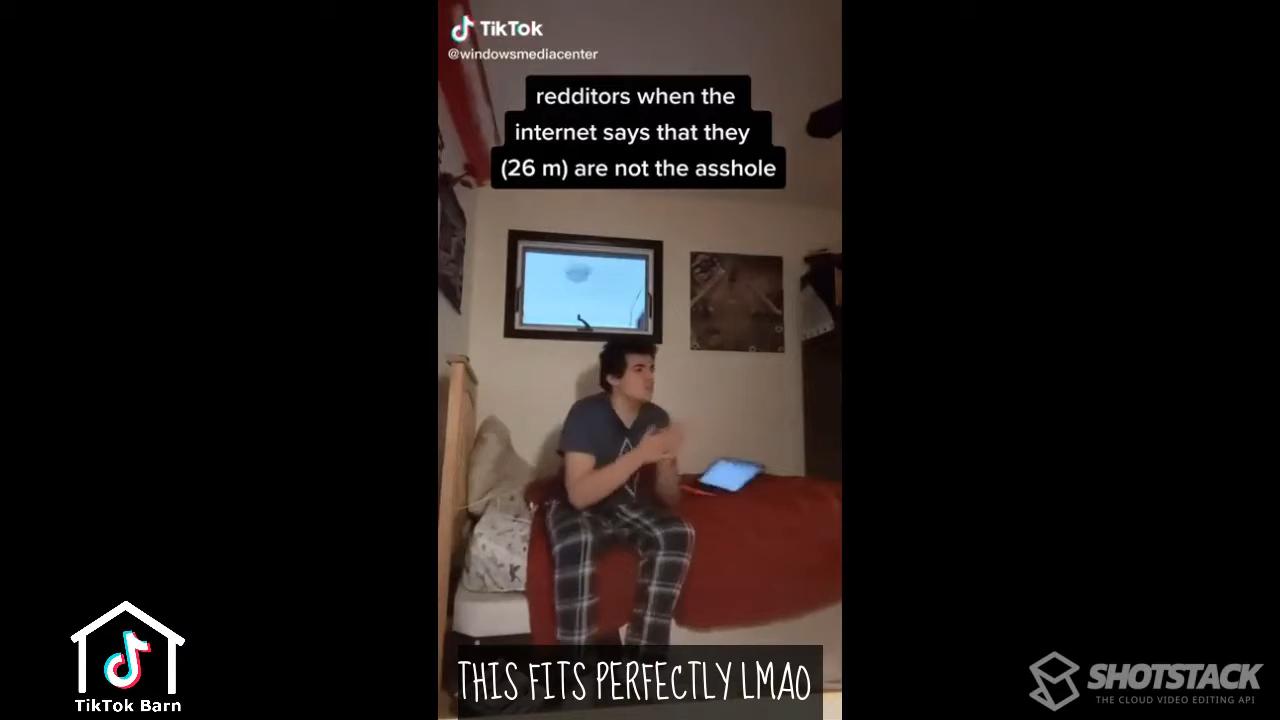 TikTok
@windowsmediacenter
redditors when the
internet says that they
(26 m) are not the asshole
THIS FITS PERFECTLY LMAO
TikTok Barn
SHOTSTACK
THE CLOUD VIDEO EDITING API